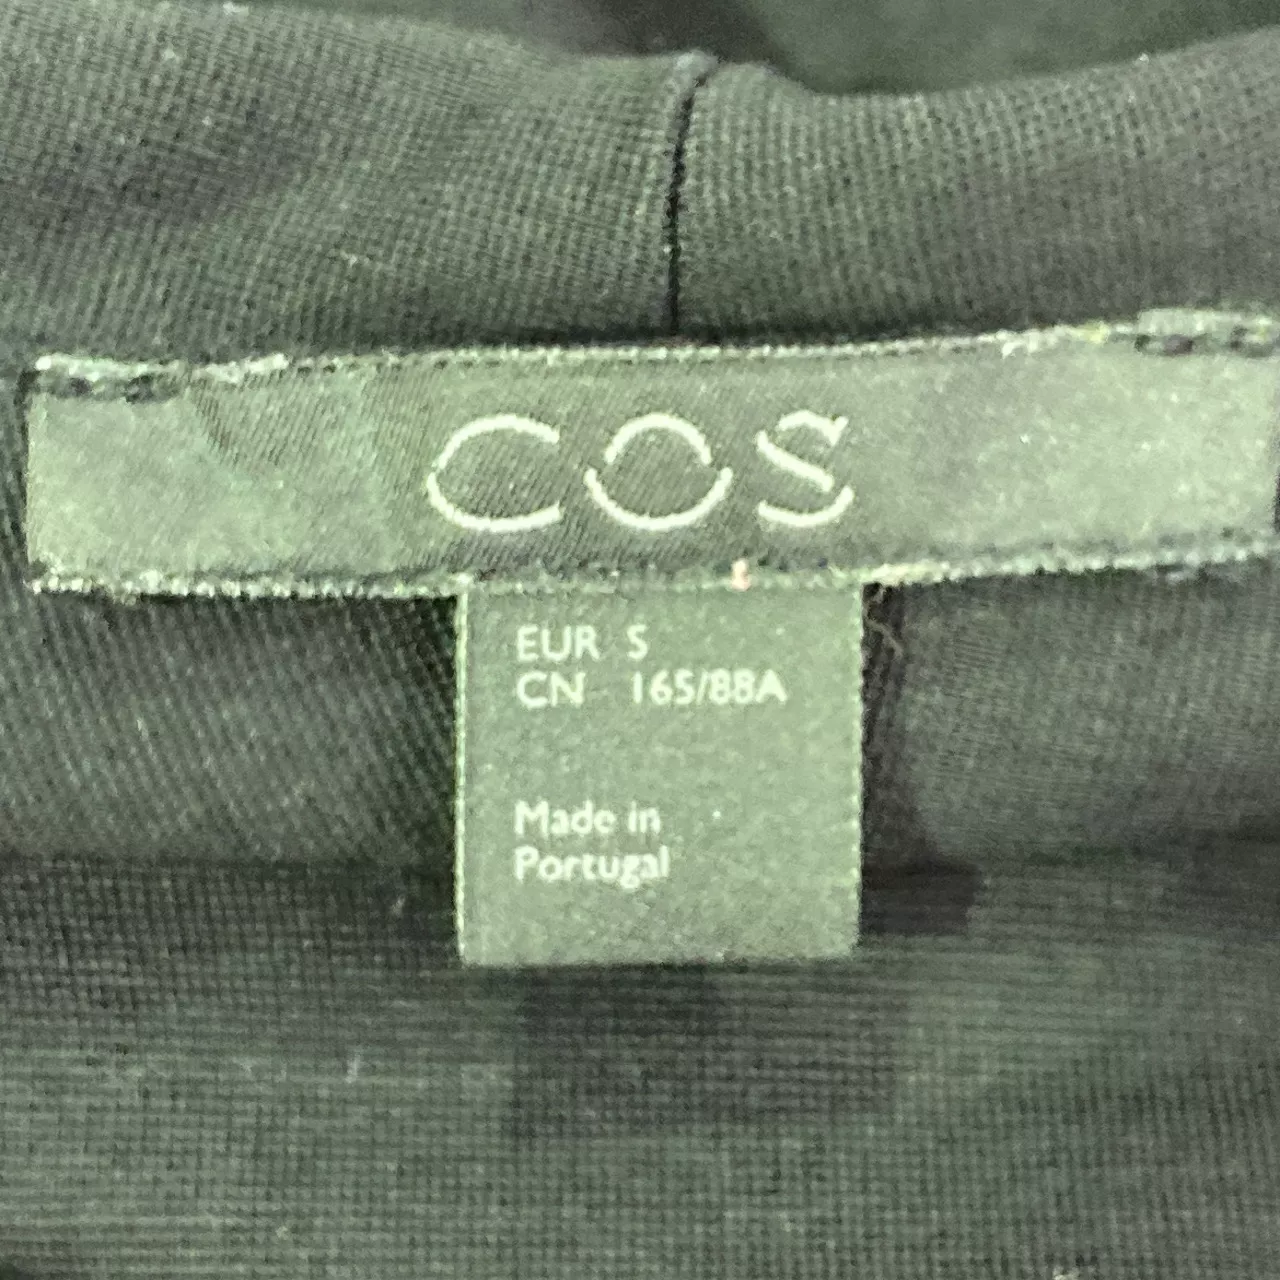 COS
EUR S
CN 165/88A
Made in
Portugal